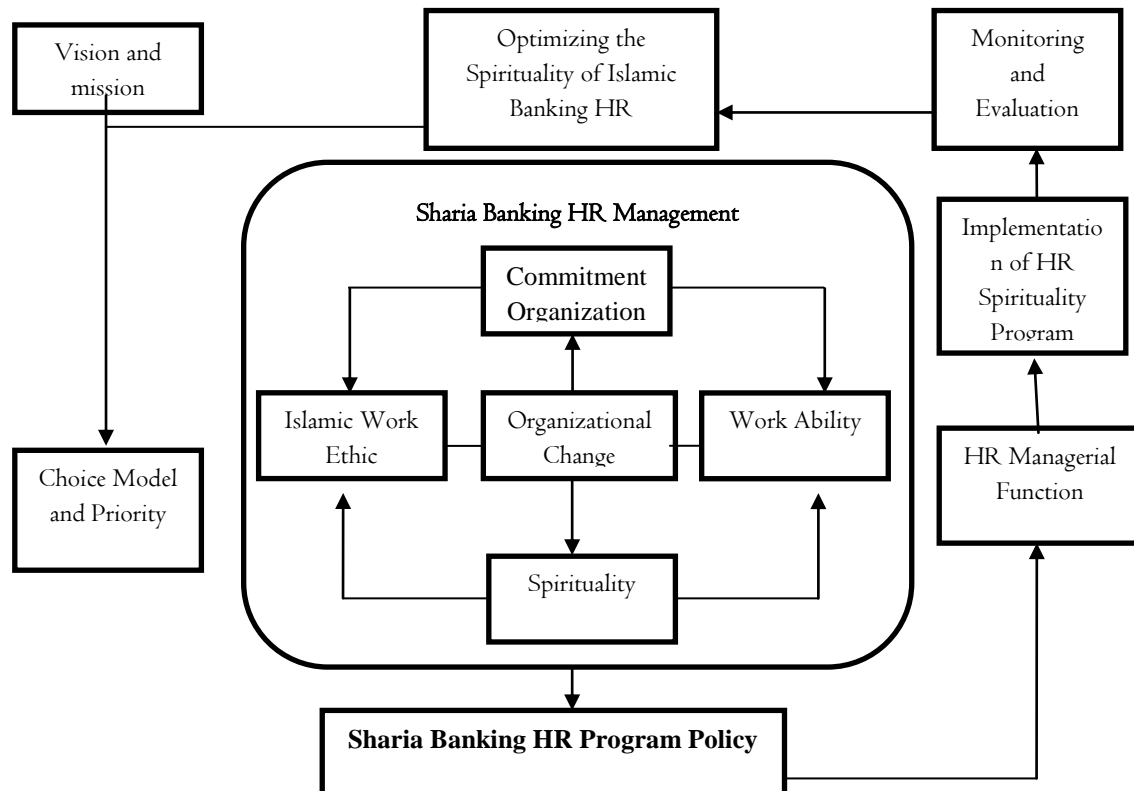 Vision and
mission
Optimizing the
Spirituality of Islamic
Banking HR
Monitoring
and
Evaluation
Sharia Banking HR Management
Commitment
Organization
Implementatio
n of HR
Spirituality
Program
Islamic Work
Ethic
Organizational
Change
Work Ability
Choice Model
and Priority
HR Managerial
Function
Spirituality
Sharia Banking HR Program Policy